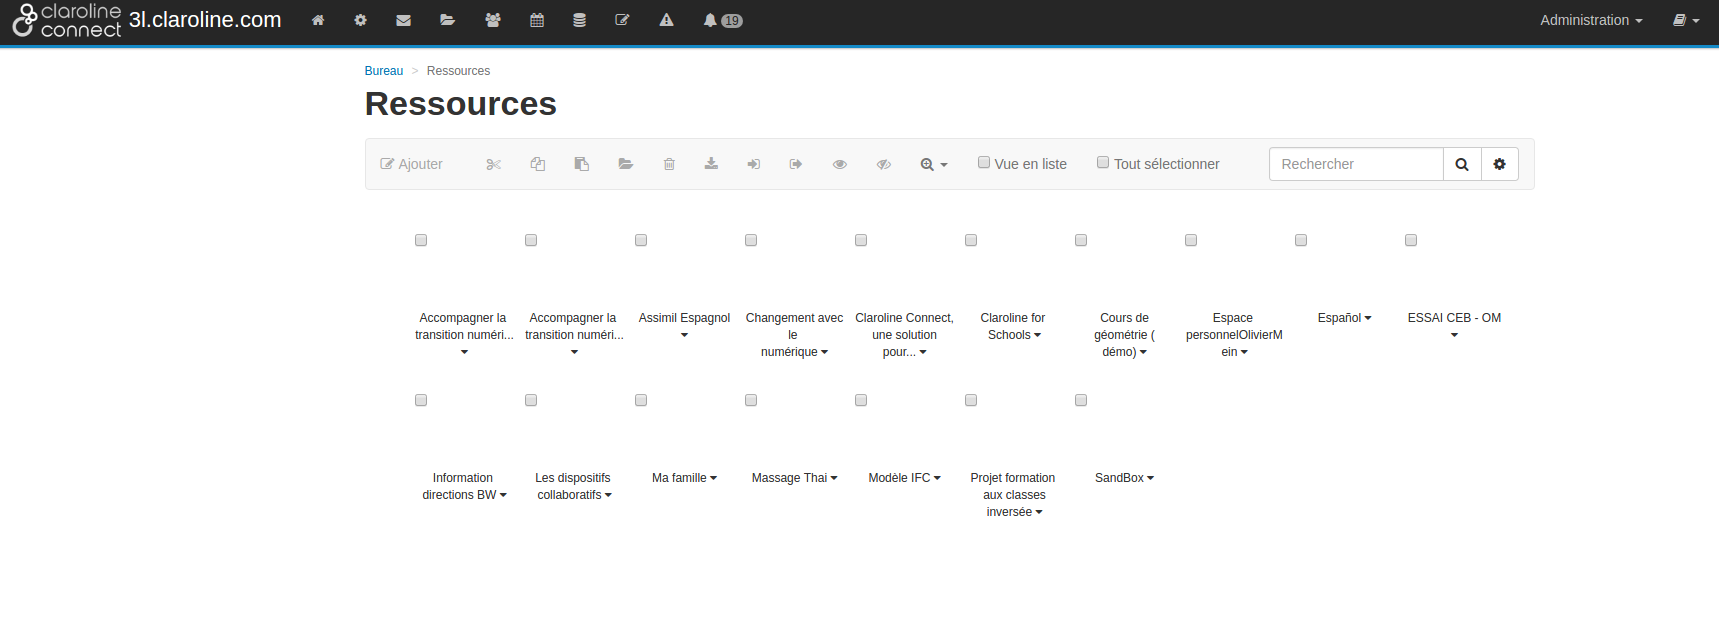 claroline
connect
3l.claroline.com
19
Administration
Bureau > Ressources
Ressources
Ajouter
Vue en liste
Tout sélectionner
Rechercher
Accompagner la
transition numéri...
Accompagner la
transition numéri...
Assimil Espagnol
Changement avec
le
numérique
Claroline Connect,
une solution
pour...
Claroline for
Schools
Cours de
géométrie (
démo)
Espace
personnelOlivierM
ein
Español
ESSAI CEB - OM
Information
directions BW
Les dispositifs
collaboratifs
Ma famille
Massage Thai
Modèle IFC
Projet formation
aux classes
inversée
SandBox